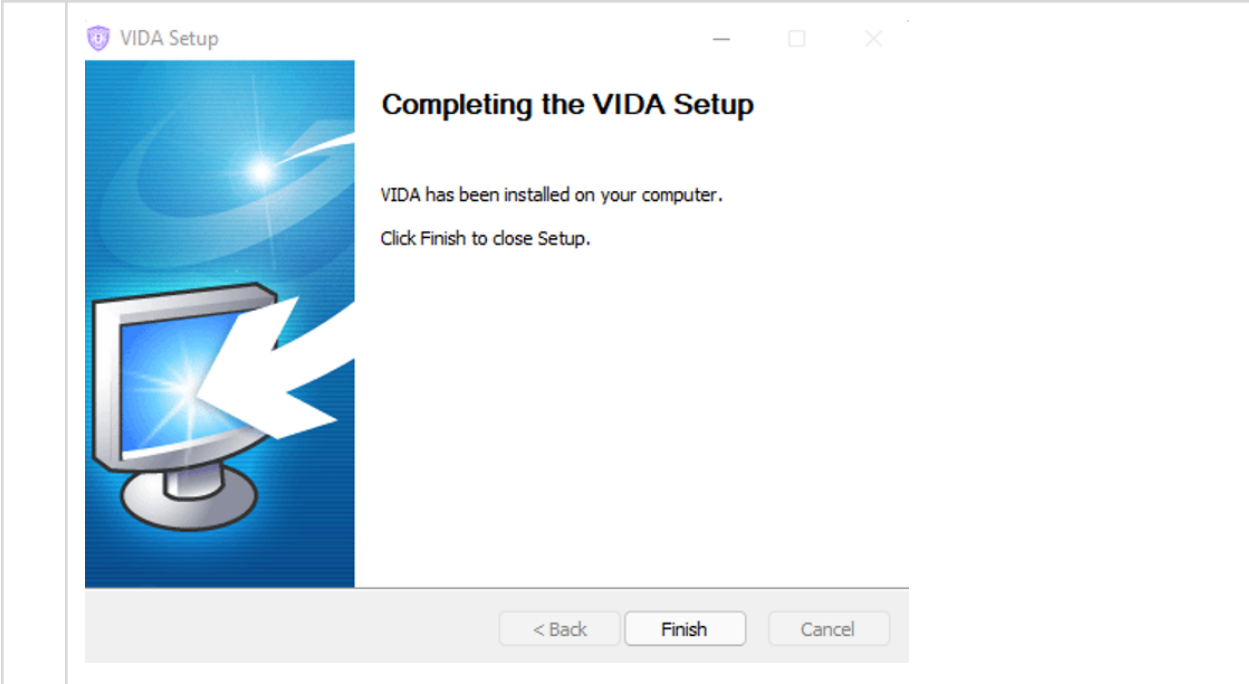 VIDA Setup
Completing the VIDA Setup
VIDA has been installed on your computer.
Click Finish to close Setup.
< Back
Finish
Cancel